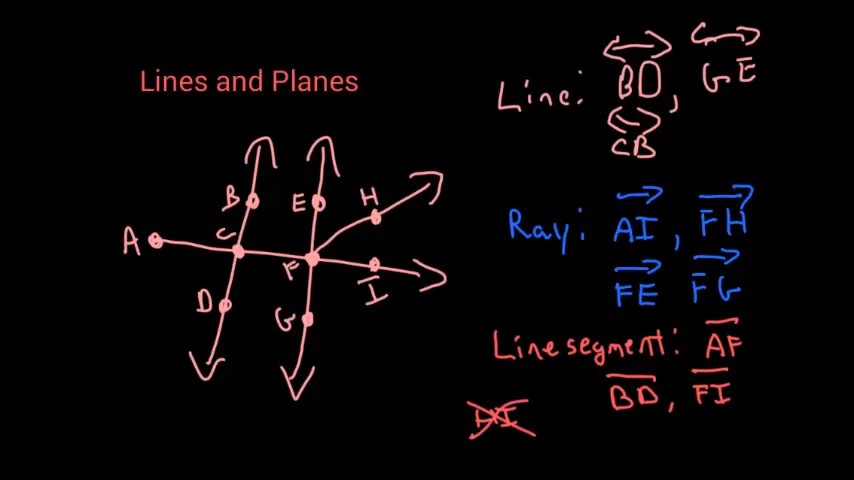 Lines and Planes
Line: BD, GE
CB
Ray: AI, FH
FE FG
Line segment: AF
BD, FI
B
E
H
A
C
F
I
D
G